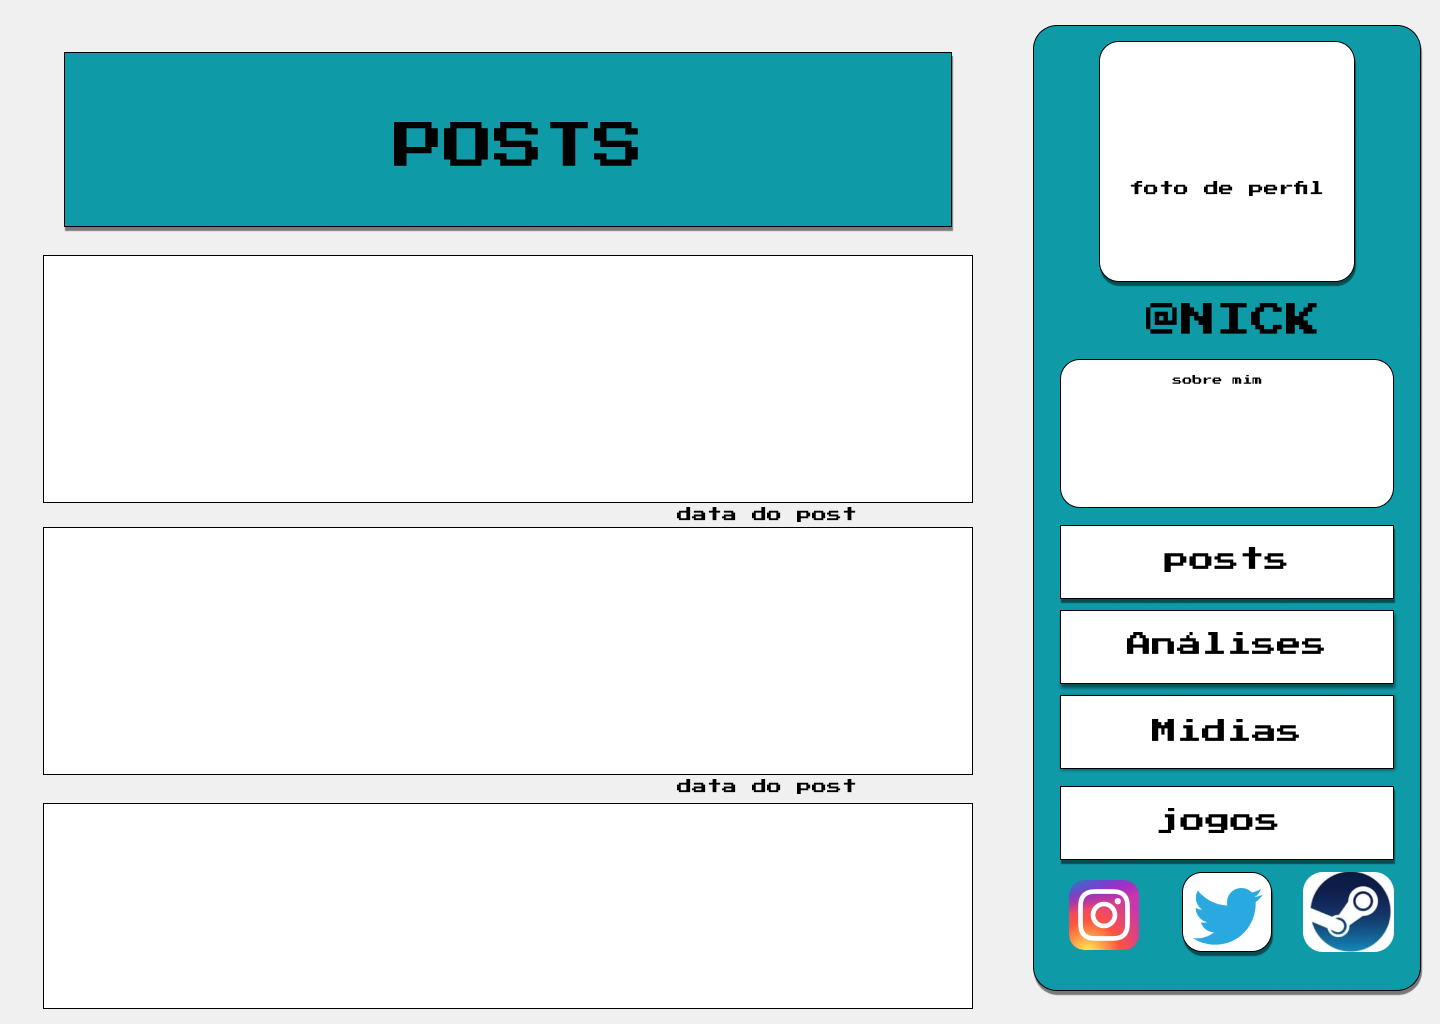 POSTS
data do post
data do post
foto de perfil
@NICK
sobre mim
posts
Análises
Midias
jogos